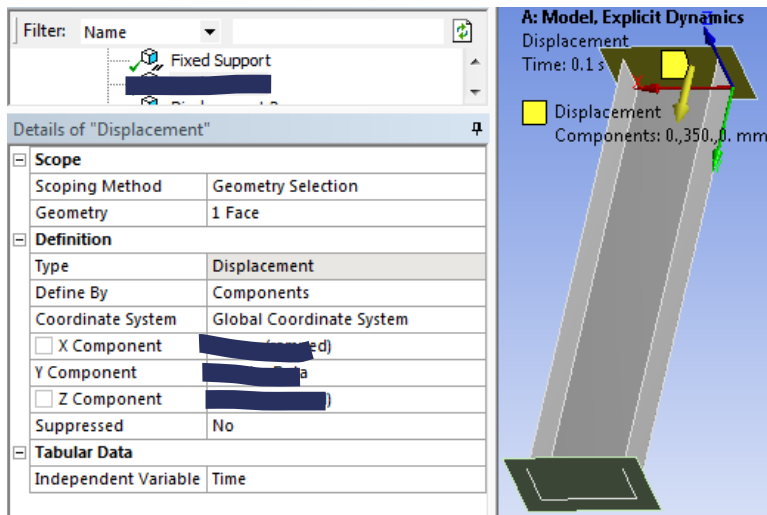 Filter: Name
Fixed Support
Details of "Displacement"
Scope
Scoping Method Geometry Selection
Geometry 1 Face
Definition
Type Displacement
Define By Components
Coordinate System Global Coordinate System
X Component
Y Component
Z Component
Suppressed No
Tabular Data
Independent Variable Time
A: Model, Explicit Dynamics
Displacement
Time: 0.1 s
Displacement
Components: 0.,350.,0. mm